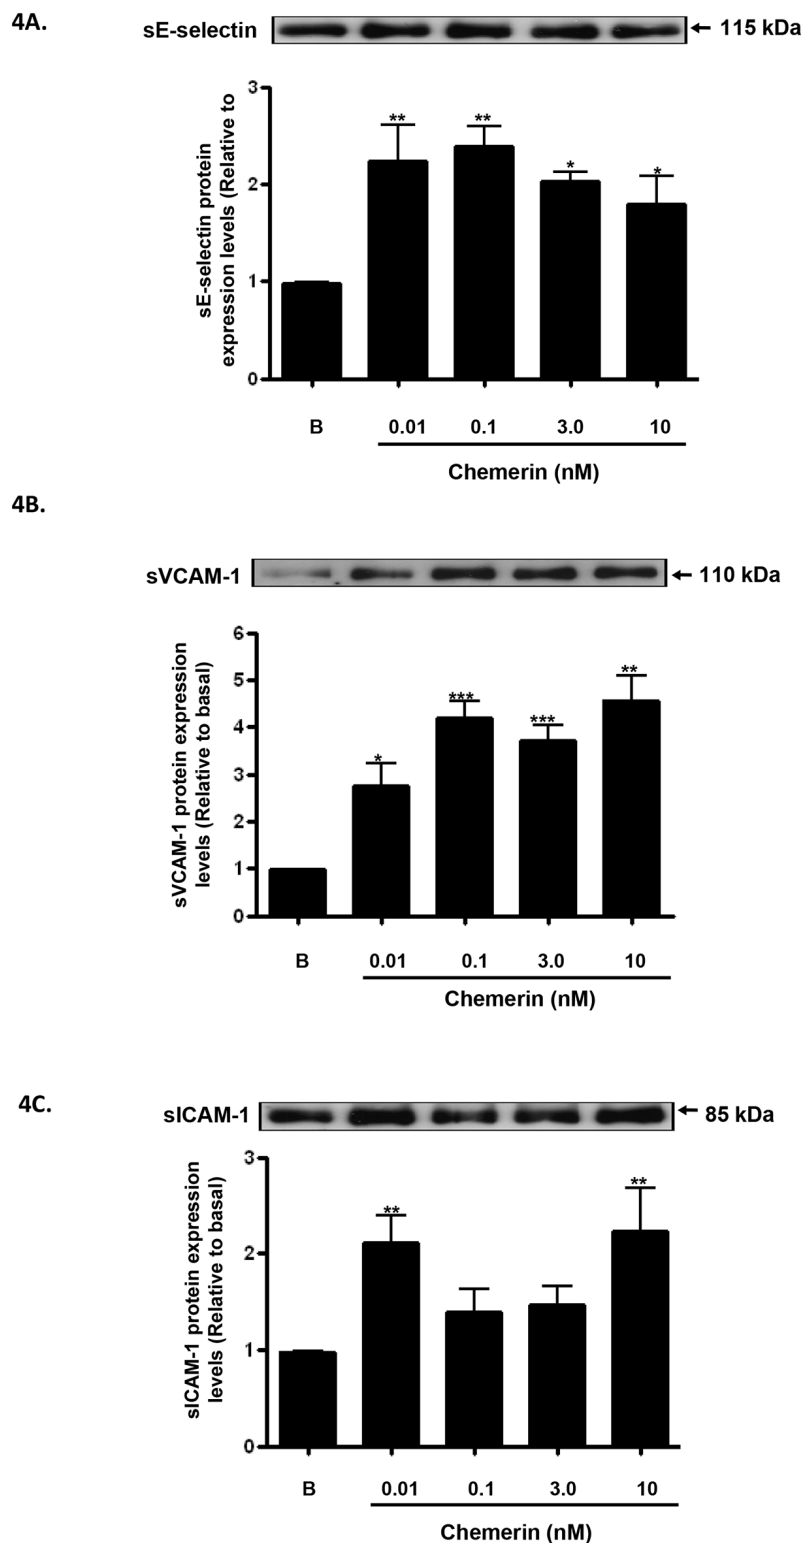 4A.
sE-selectin
115 kDa
sE-selectin protein
expression levels (Relative to
3
2
1
0
** ** * *
B 0.01 0.1 3.0 10
Chemerin (nM)
4B.
sVCAM-1
110 kDa
sVCAM-1 protein expression
levels (Relative to basal)
6
5
4
3
2
1
0
* *** *** **
B 0.01 0.1 3.0 10
Chemerin (nM)
4C.
sICAM-1
85 kDa
sICAM-1 protein expression
levels (Relative to basal)
3
2
1
0
** **
B 0.01 0.1 3.0 10
Chemerin (nM)